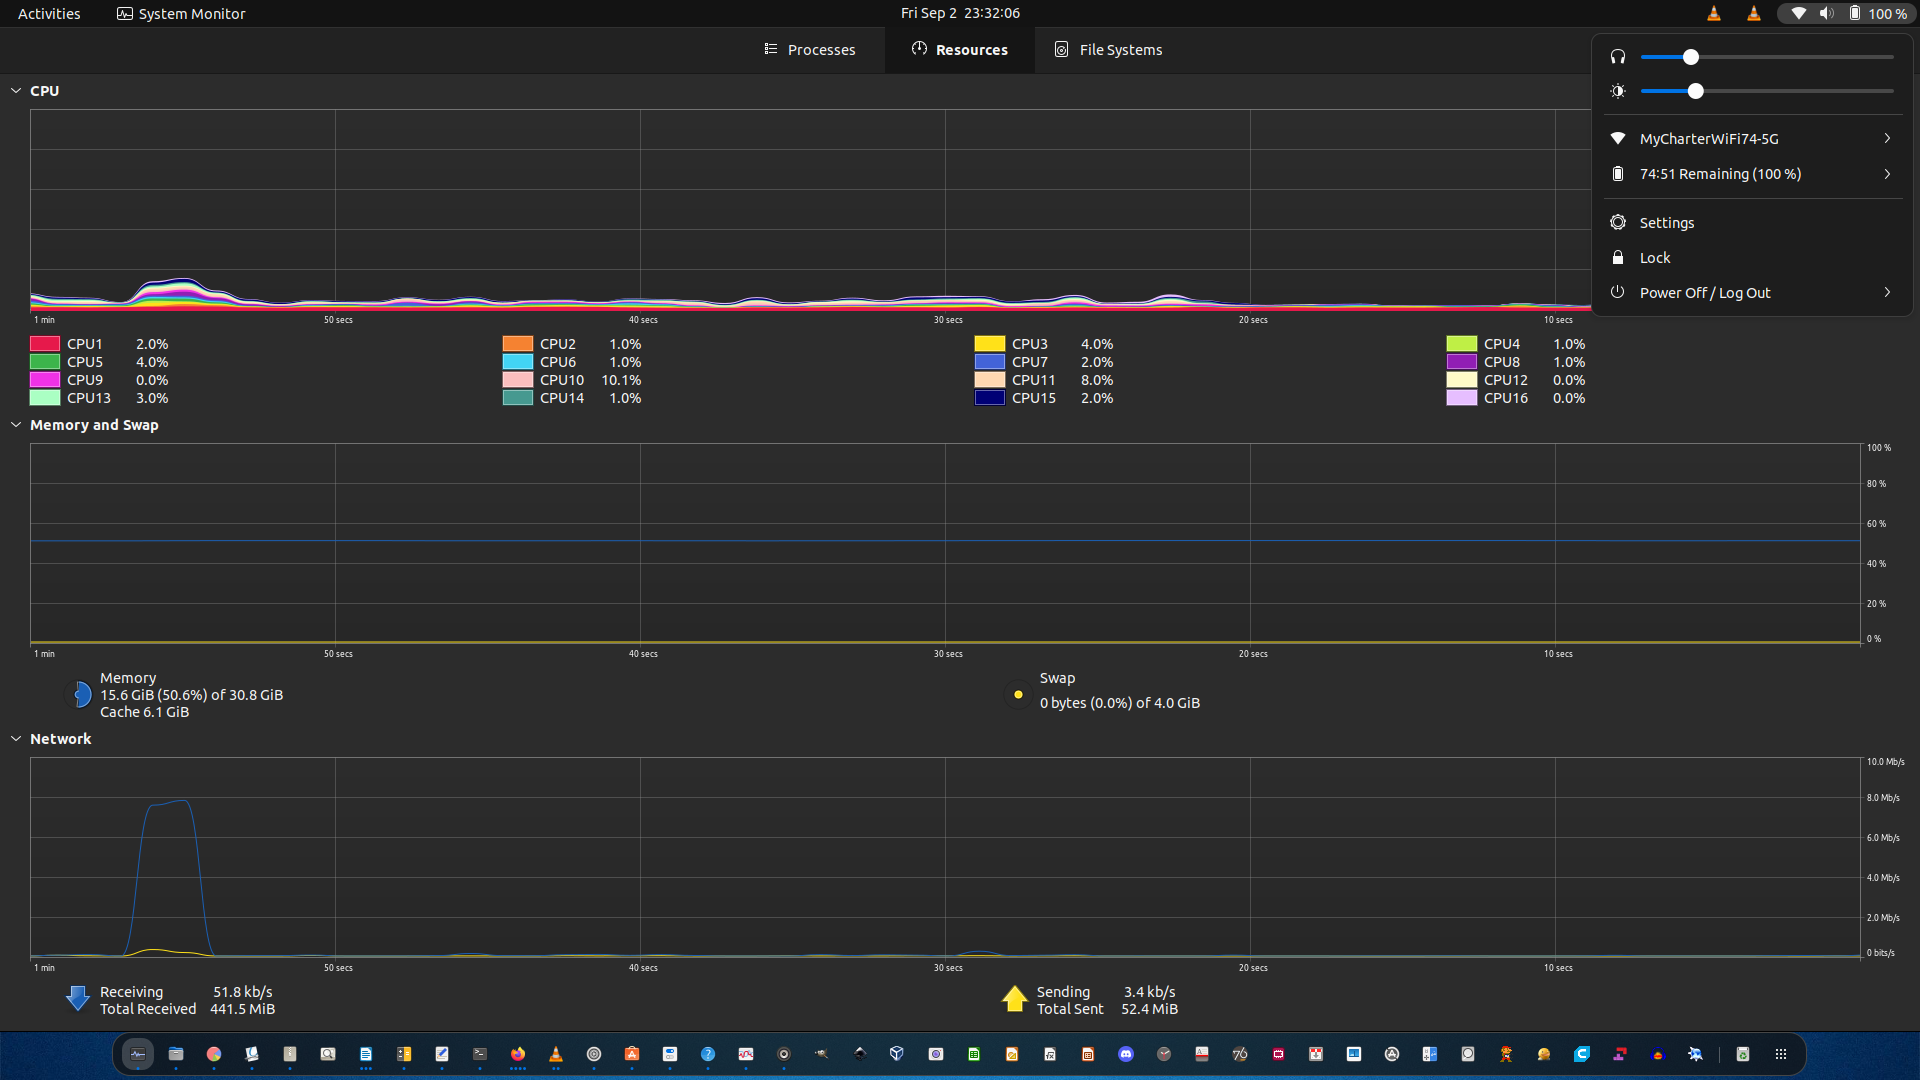 Activities
System Monitor
Fri Sep 2 23:32:06
100 %
Processes
Resources
File Systems
MyCharterWiFi74-5G
74:51 Remaining (100 %)
Settings
Lock
Power Off / Log Out
CPU
1 min
50 secs
40 secs
30 secs
20 secs
10 secs
CPU1 2.0%
CPU2 1.0%
CPU3 4.0%
CPU4 1.0%
CPU5 4.0%
CPU6 1.0%
CPU7 2.0%
CPU8 1.0%
CPU9 0.0%
CPU10 10.1%
CPU11 8.0%
CPU12 0.0%
CPU13 3.0%
CPU14 1.0%
CPU15 2.0%
CPU16 0.0%
Memory and Swap
100 %
80 %
60 %
40 %
20 %
0 %
1 min
50 secs
40 secs
30 secs
20 secs
10 secs
Memory
15.6 GiB (50.6%) of 30.8 GiB
Cache 6.1 GiB
Swap
0 bytes (0.0%) of 4.0 GiB
Network
10.0 Mb/s
8.0 Mb/s
6.0 Mb/s
4.0 Mb/s
2.0 Mb/s
0 bits/s
1 min
50 secs
40 secs
30 secs
20 secs
10 secs
Receiving 51.8 kb/s
Total Received 441.5 MiB
Sending 3.4 kb/s
Total Sent 52.4 MiB
76